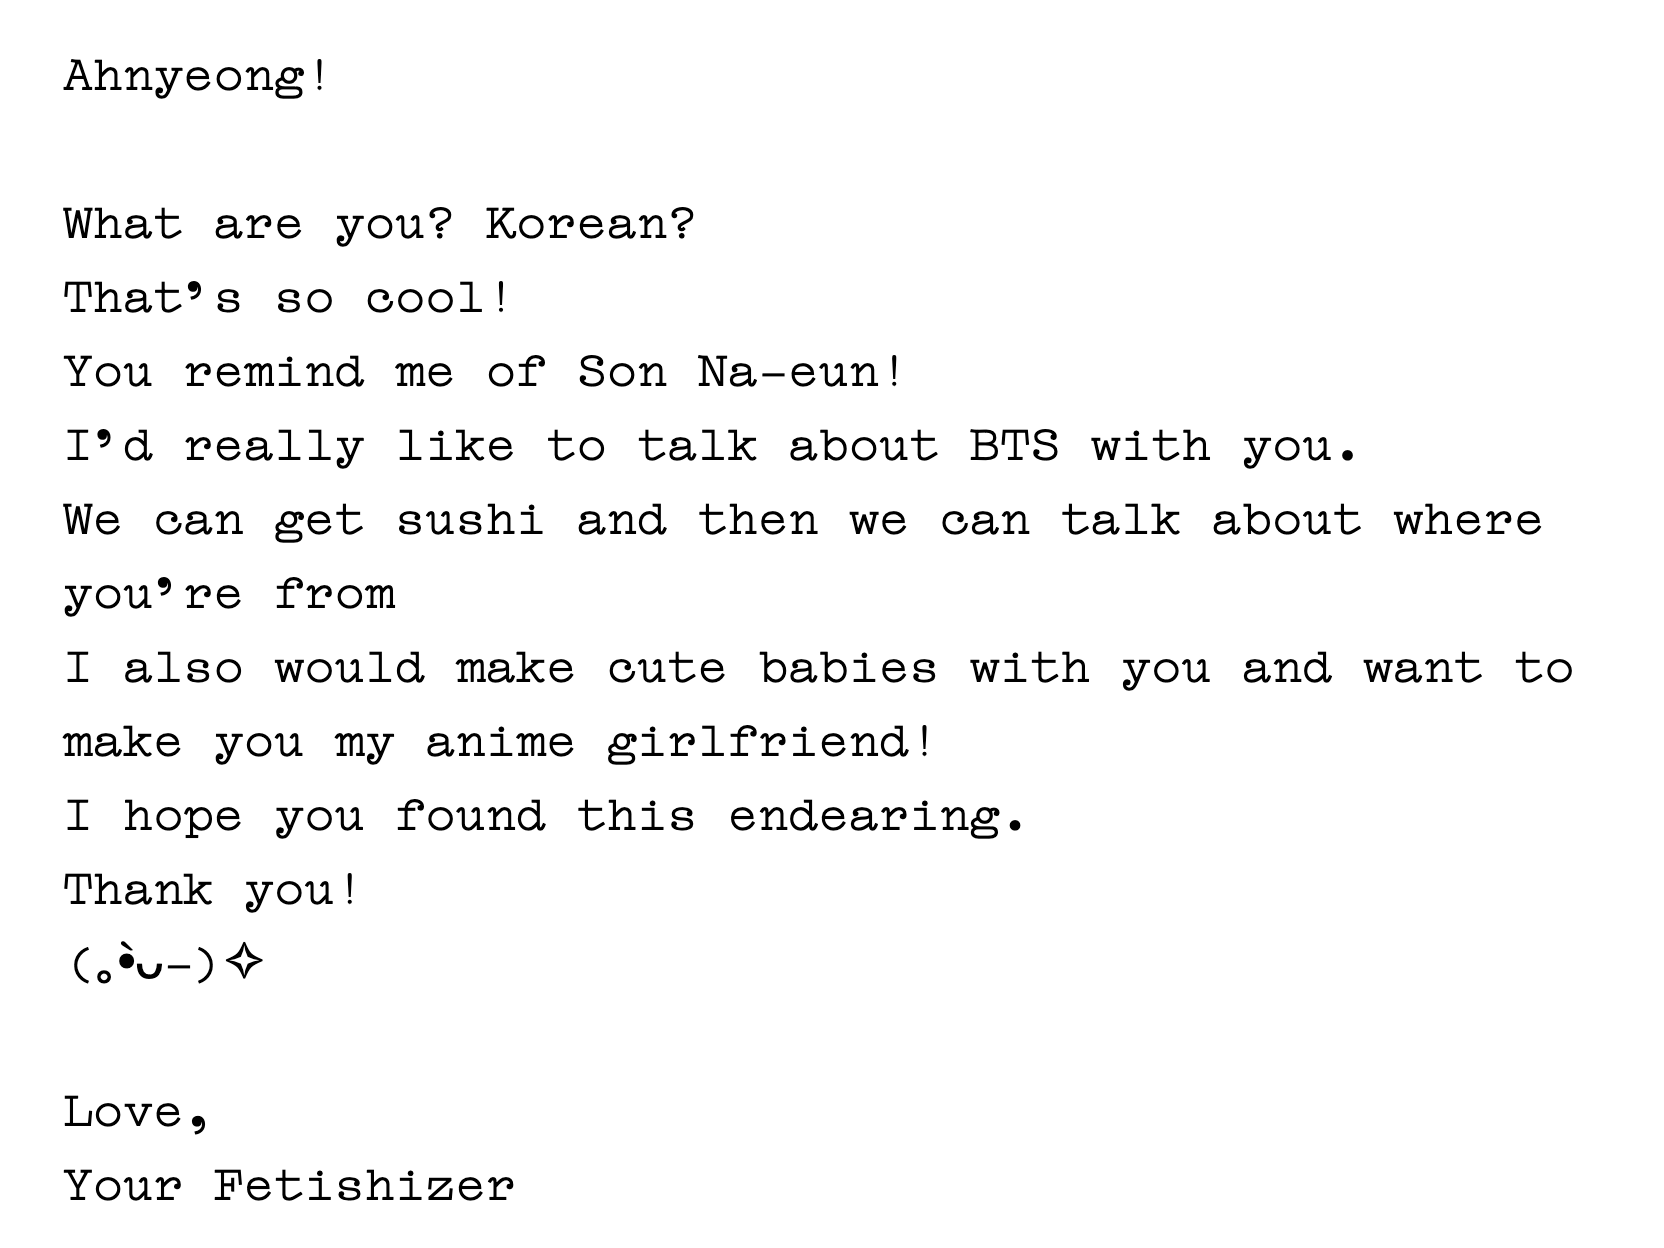 Ahnyeong!
What are you? Korean?
That’s so cool!
You remind me of Son Na-eun!
I’d really like to talk about BTS with you.
We can get sushi and then we can talk about where
you’re from
I also would make cute babies with you and want to
make you my anime girlfriend!
I hope you found this endearing.
Thank you!
(｡•̀ᴗ-)✧
Love,
Your Fetishizer